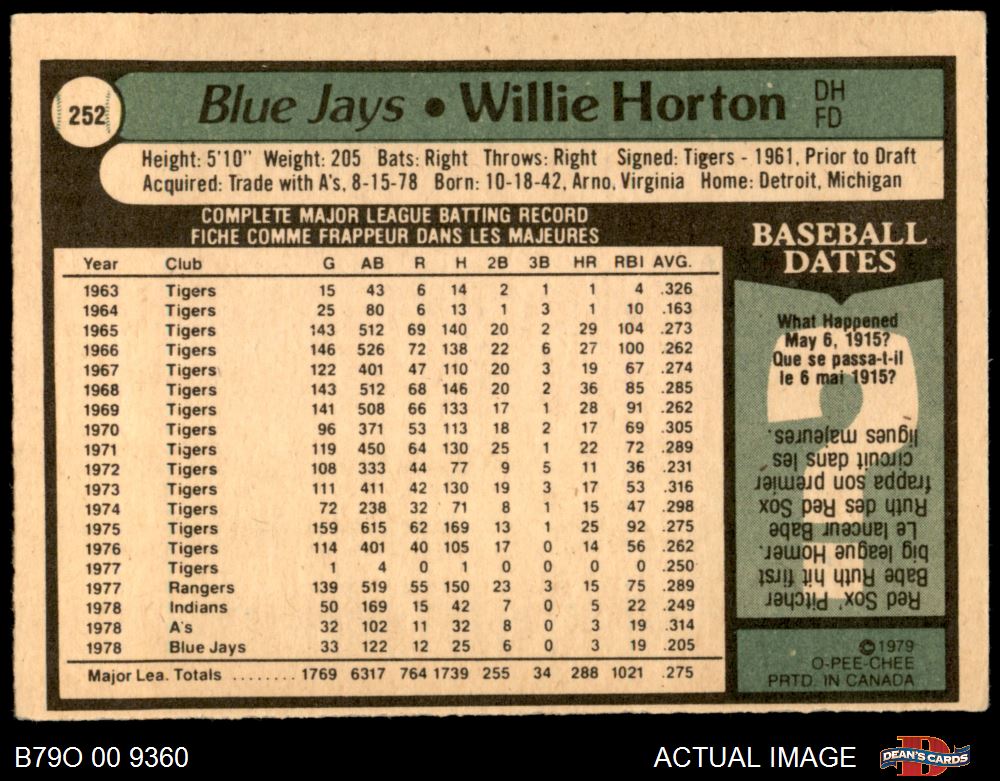 252
Blue Jays • Willie Horton DH
FD
Height: 5'10" Weight: 205 Bats: Right Throws: Right Signed: Tigers - 1961, Prior to Draft
Acquired: Trade with A's, 8-15-78 Born: 10-18-42, Arno, Virginia Home: Detroit, Michigan
COMPLETE MAJOR LEAGUE BATTING RECORD
FICHE COMME FRAPPEUR DANS LES MAJEURES
Year Club G AB R H 2B 3B HR RBI AVG.
1963 Tigers 15 43 6 14 2 1 1 4 .326
1964 Tigers 25 80 6 13 1 3 1 10 .163
1965 Tigers 143 512 69 140 20 2 29 104 .273
1966 Tigers 146 526 72 138 22 6 27 100 .262
1967 Tigers 122 401 47 110 20 3 19 67 .274
1968 Tigers 143 512 68 146 20 2 36 85 .285
1969 Tigers 141 508 66 133 17 1 28 91 .262
1970 Tigers 96 371 53 113 18 2 17 69 .305
1971 Tigers 119 450 64 130 25 1 22 72 .289
1972 Tigers 108 333 44 77 9 5 11 36 .231
1973 Tigers 111 411 42 130 19 3 17 53 .316
1974 Tigers 72 238 32 71 8 1 15 47 .298
1975 Tigers 159 615 62 169 13 1 25 92 .275
1976 Tigers 114 401 40 105 17 0 14 56 .262
1977 Tigers 1 4 0 1 0 0 0 0 .250
1977 Rangers 139 519 55 150 23 3 15 75 .289
1978 Indians 50 169 15 42 7 0 5 22 .249
1978 A's 32 102 11 32 8 0 3 19 .314
1978 Blue Jays 33 122 12 25 6 0 3 19 .205
Major Lea. Totals ........ 1769 6317 764 1739 255 34 288 1021 .275
BASEBALL
DATES
What Happened
May 6, 1915?
Que se passa-t-il
le 6 mai 1915?
Red Sox' Pitcher
Babe Ruth hit first
big league Homer.
Le lanceur Babe
Ruth des Red Sox
frappa son premier
circuit dans les
ligues majeures.
©1979
O-PEE-CHEE
PRTD. IN CANADA
B79O 00 9360
ACTUAL IMAGE
DEAN'S CARDS